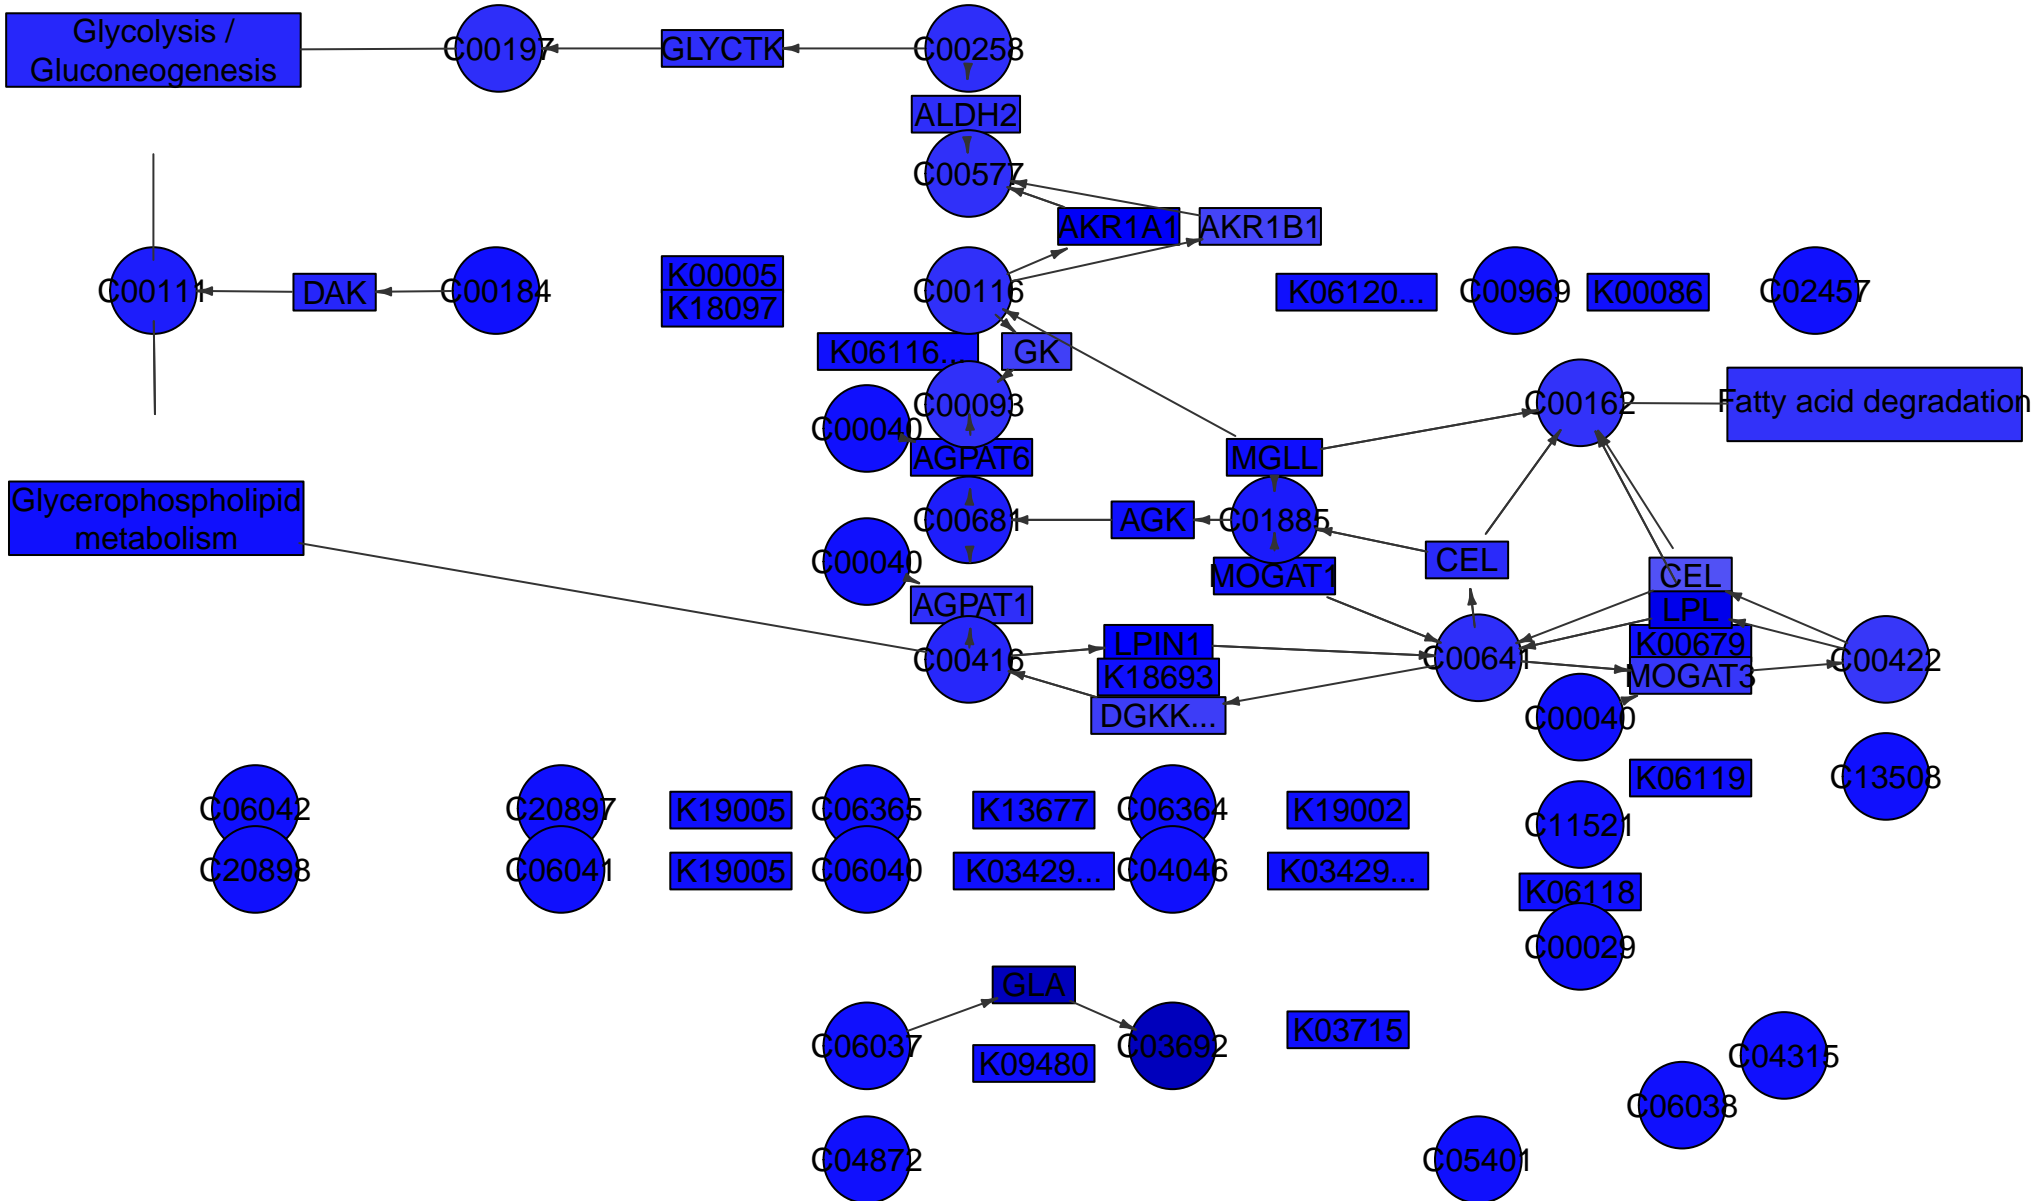 Glycolysis /
Gluconeogenesis
C00197
GLYCTK
C00258
ALDH2
C00577
AKR1A1
AKR1B1
C00111
DAK
C00184
K00005
K18097
C00116
K06120...
C00969
K00086
C02457
K06116...
GK
C00093
C00162
Fatty acid degradation
C00040
AGPAT6
MGLL
Glycerophospholipid
metabolism
C00681
AGK
C01885
C00040
MOGAT1
CEL
CEL
AGPAT1
LPL
C00416
LPIN1
K18693
DGKK...
C00641
K00679
MOGAT3
C00422
C00040
C06042
C20897
K19005
C06365
K13677
C06364
K19002
C11521
K06119
C13508
C20898
C06041
K19005
C06040
K03429...
C04046
K03429...
K06118
C00029
GLA
C06037
K09480
C03692
K03715
C04315
C06038
C04872
C05401